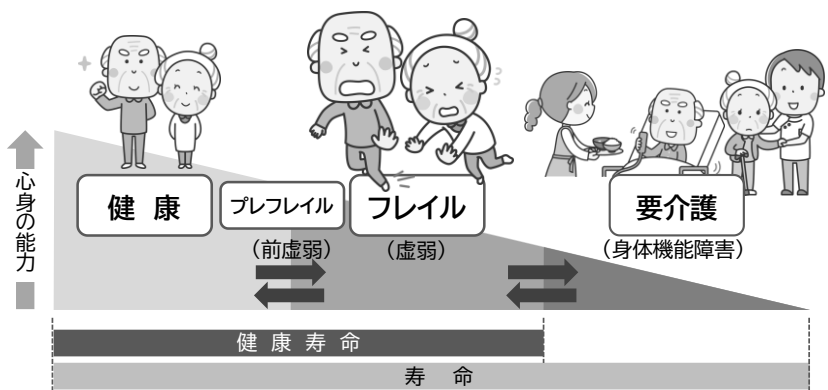 心身の能力
健 康
プレフレイル
(前虚弱)
フレイル
(虚弱)
要介護
(身体機能障害)
健 康 寿 命
寿 命